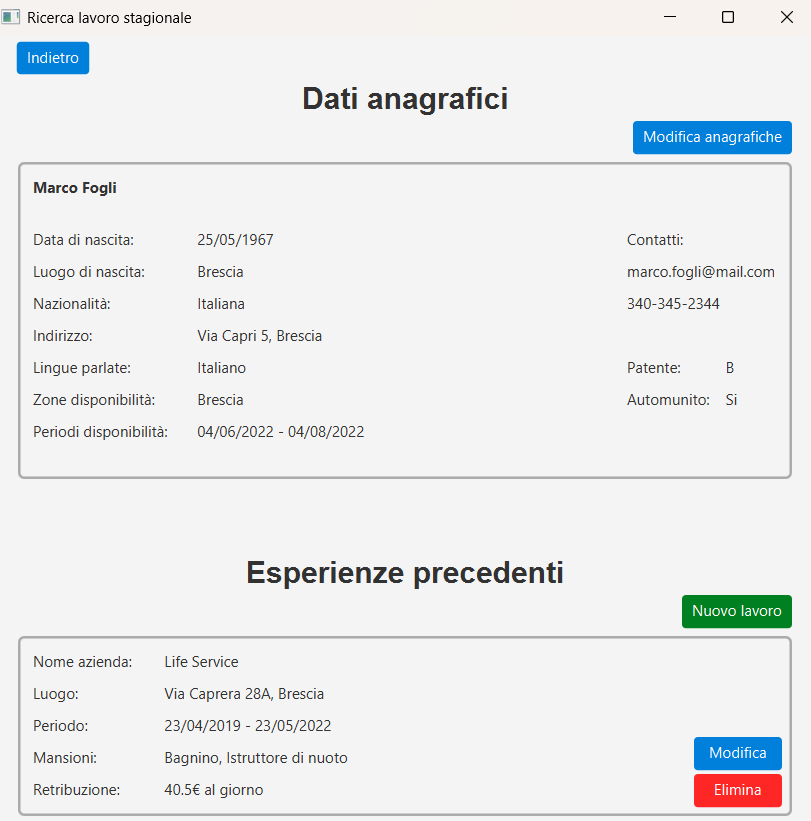 Ricerca lavoro stagionale
Indietro
Dati anagrafici
Modifica anagrafiche
Marco Fogli
Data di nascita: 25/05/1967 Contatti:
Luogo di nascita: Brescia marco.fogli@mail.com
Nazionalità: Italiana 340-345-2344
Indirizzo: Via Capri 5, Brescia
Lingue parlate: Italiano Patente: B
Zone disponibilità: Brescia Automunito: Si
Periodi disponibilità: 04/06/2022 - 04/08/2022
Esperienze precedenti
Nuovo lavoro
Nome azienda: Life Service
Luogo: Via Caprera 28A, Brescia
Periodo: 23/04/2019 - 23/05/2022
Mansioni: Bagnino, Istruttore di nuoto Modifica
Retribuzione: 40.5€ al giorno Elimina